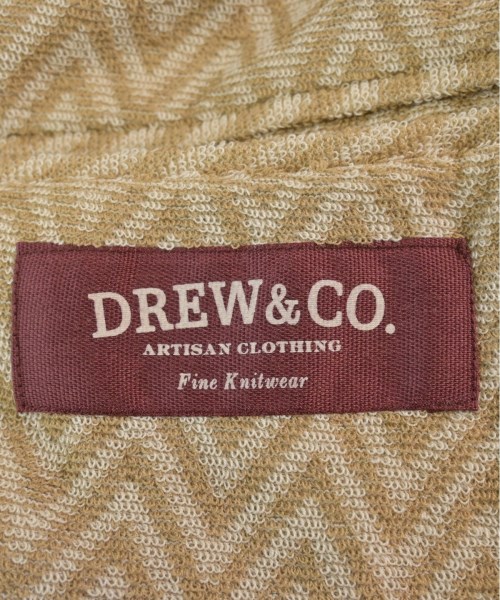 DREW & CO.
ARTISAN CLOTHING
Fine Knitwear